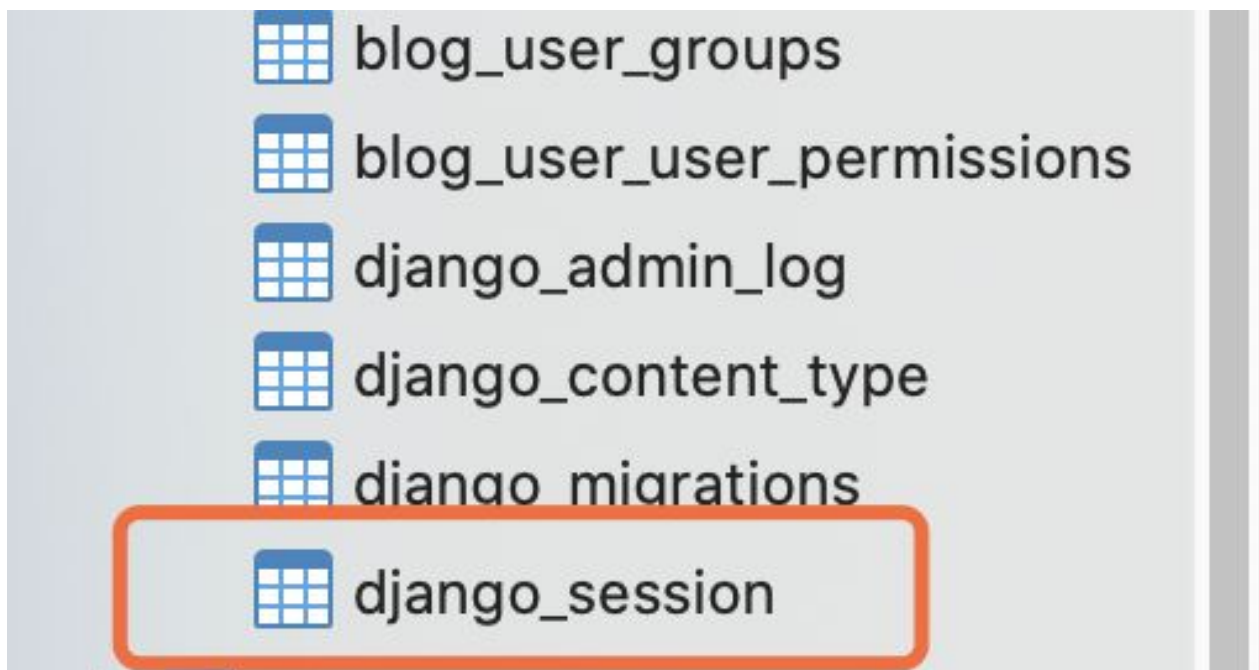 blog_user_groups
blog_user_user_permissions
django_admin_log
django_content_type
django_migrations
django_session